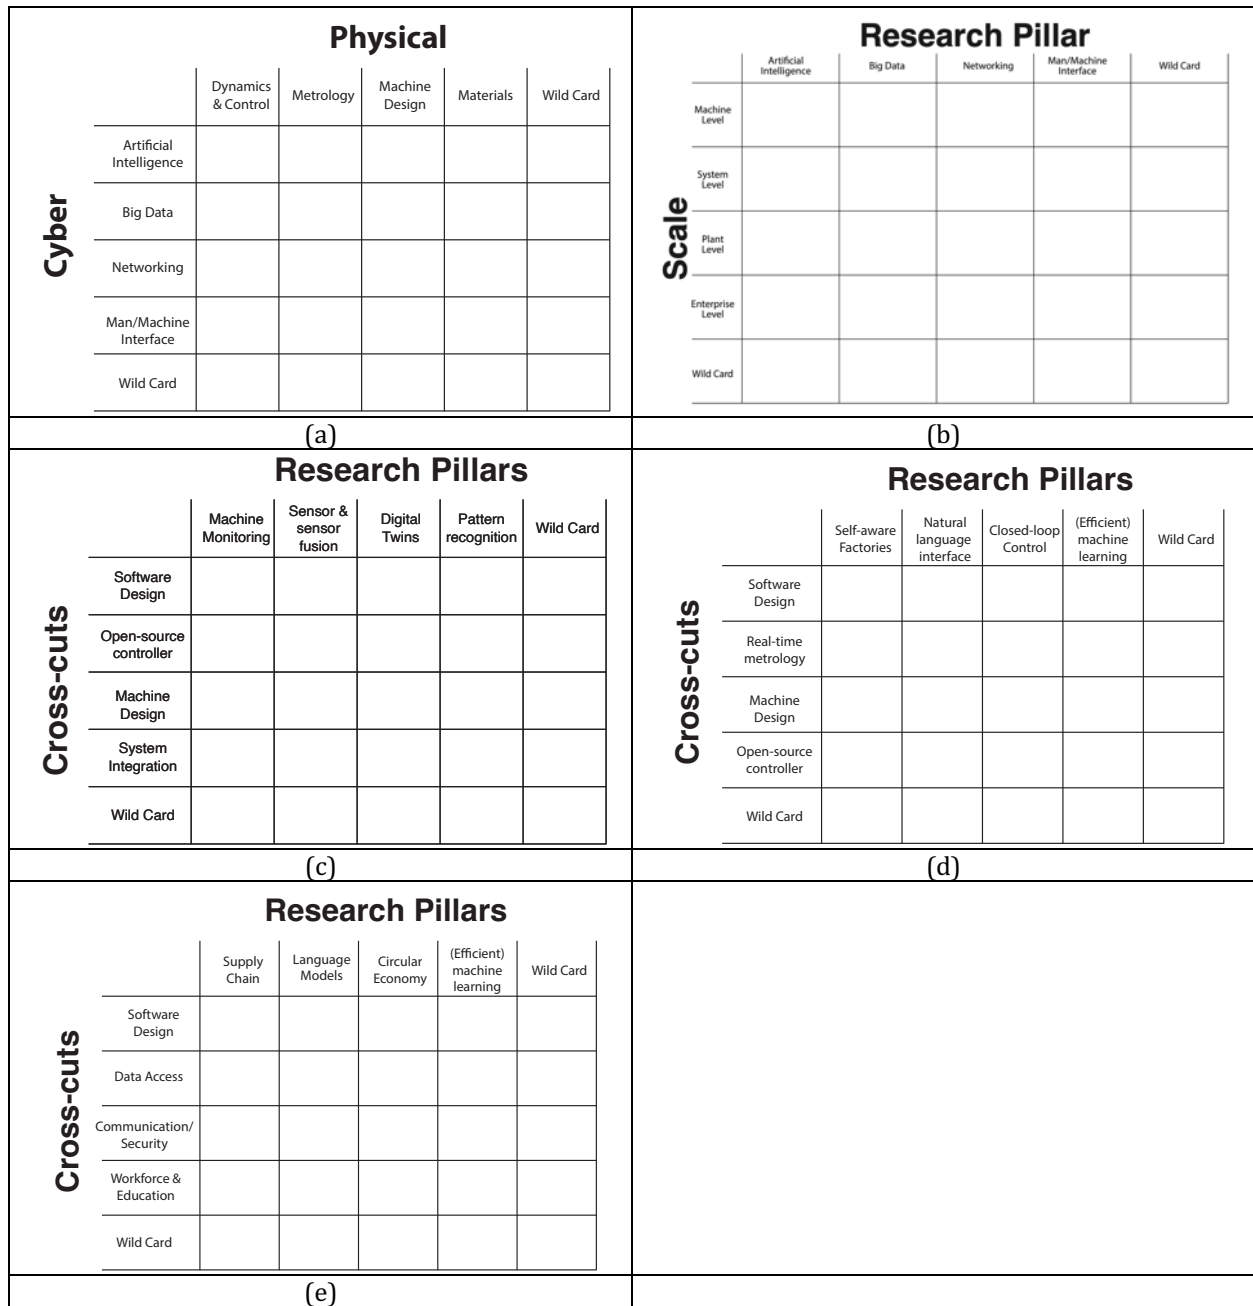 Physical
Dynamics & Control
Metrology
Machine Design
Materials
Wild Card
Cyber
Artificial Intelligence
Big Data
Networking
Man/Machine Interface
Wild Card
(a)
Research Pillar
Artificial Intelligence
Big Data
Networking
Man/Machine Interface
Wild Card
Scale
Machine Level
System Level
Plant Level
Enterprise Level
Wild Card
(b)
Research Pillars
Machine Monitoring
Sensor & sensor fusion
Digital Twins
Pattern recognition
Wild Card
Cross-cuts
Software Design
Open-source controller
Machine Design
System Integration
Wild Card
(c)
Research Pillars
Self-aware Factories
Natural language interface
Closed-loop Control
(Efficient) machine learning
Wild Card
Cross-cuts
Software Design
Real-time metrology
Machine Design
Open-source controller
Wild Card
(d)
Research Pillars
Supply Chain
Language Models
Circular Economy
(Efficient) machine learning
Wild Card
Cross-cuts
Software Design
Data Access
Communication/ Security
Workforce & Education
Wild Card
(e)